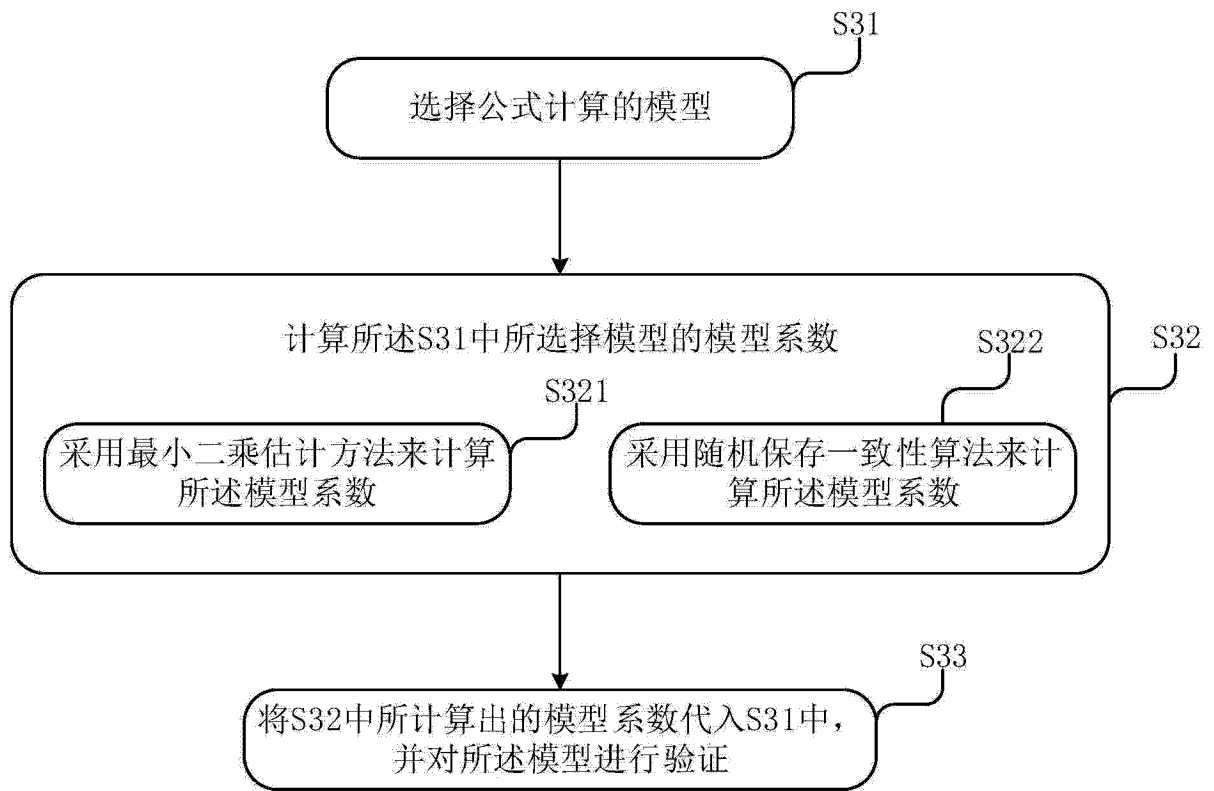 S31
选择公式计算的模型
计算所述S31中所选择模型的模型系数
S322
S32
S321
采用最小二乘估计方法来计算
所述模型系数
采用随机保存一致性算法来计
算所述模型系数
S33
将S32中所计算出的模型系数代入S31中，
并对所述模型进行验证